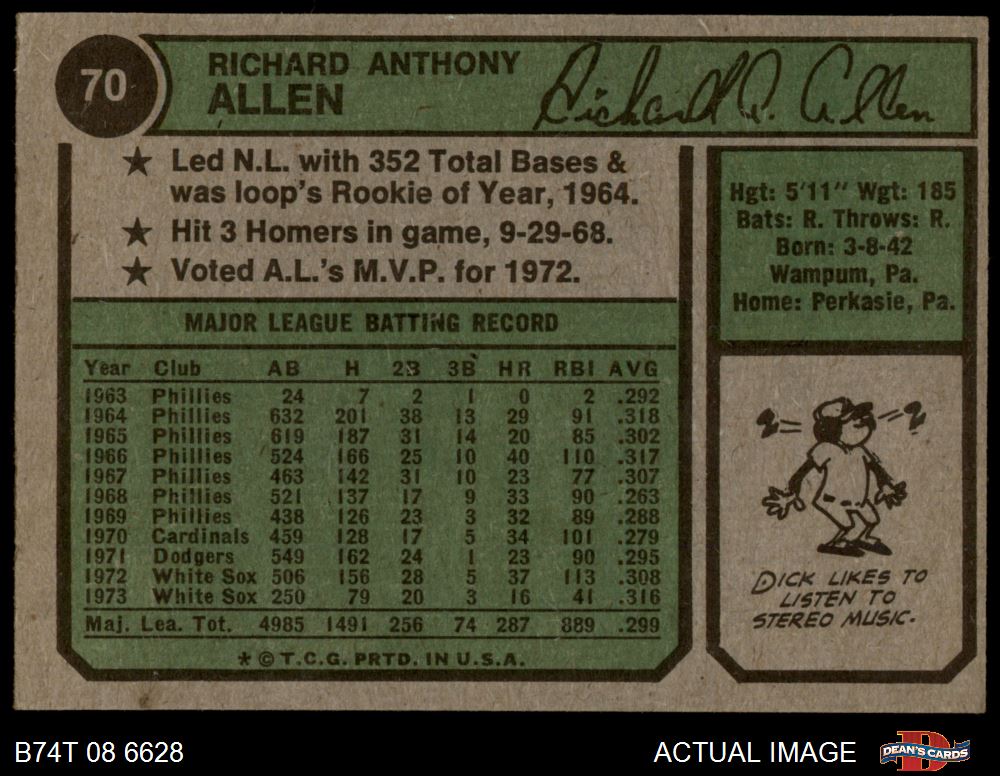 70
RICHARD ANTHONY
ALLEN
Richard A. Allen
★ Led N.L. with 352 Total Bases &
was loop's Rookie of Year, 1964.
★ Hit 3 Homers in game, 9-29-68.
★ Voted A.L.'s M.V.P. for 1972.
Hgt: 5'11" Wgt: 185
Bats: R. Throws: R.
Born: 3-8-42
Wampum, Pa.
Home: Perkasie, Pa.
MAJOR LEAGUE BATTING RECORD
Year Club AB H 2B 3B HR RBI AVG
1963 Phillies 24 7 2 1 0 2 .292
1964 Phillies 632 201 38 13 29 91 .318
1965 Phillies 619 187 31 14 20 85 .302
1966 Phillies 524 166 25 10 40 110 .317
1967 Phillies 463 142 31 10 23 77 .307
1968 Phillies 521 137 17 9 33 90 .263
1969 Phillies 438 126 23 3 32 89 .288
1970 Cardinals 459 128 17 5 34 101 .279
1971 Dodgers 549 162 24 1 23 90 .295
1972 White Sox 506 156 28 5 37 113 .308
1973 White Sox 250 79 20 3 16 41 .316
Maj. Lea. Tot. 4985 1491 256 74 287 889 .299
* © T.C.G. PRTD. IN U.S.A.
DICK LIKES TO
LISTEN TO
STEREO MUSIC.
B74T 08 6628
ACTUAL IMAGE
DEAN'S CARDS